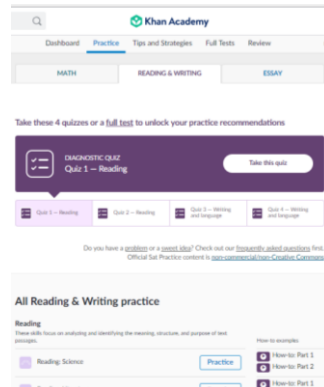 Khan Academy
Dashboard Practice Tips and Strategies Full Tests Review
MATH READING & WRITING ESSAY
Take these 4 quizzes or a full test to unlock your practice recommendations
DIAGNOSTIC QUIZ
Quiz 1 – Reading
Take this quiz
Quiz 1 – Reading
Quiz 2 – Reading
Quiz 3 – Writing
and language
Quiz 4 – Writing
and language
Do you have a problem or a sweet idea? Check out our frequently asked questions first.
Official Sat Practice content is non-commercial/non-Creative Commons
All Reading & Writing practice
Reading
These skills focus on analyzing and identifying the meaning, structure, and purpose of text
passages.
How-to examples
Reading: Science
Practice
How-to: Part 1
How-to: Part 2
How-to: Part 1